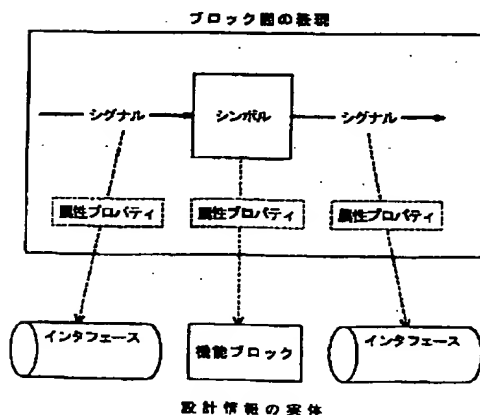 ブロック図の表現
シグナル
シンボル
シグナル
属性プロパティ
属性プロパティ
属性プロパティ
インタフェース
機能ブロック
インタフェース
設計情報の実体